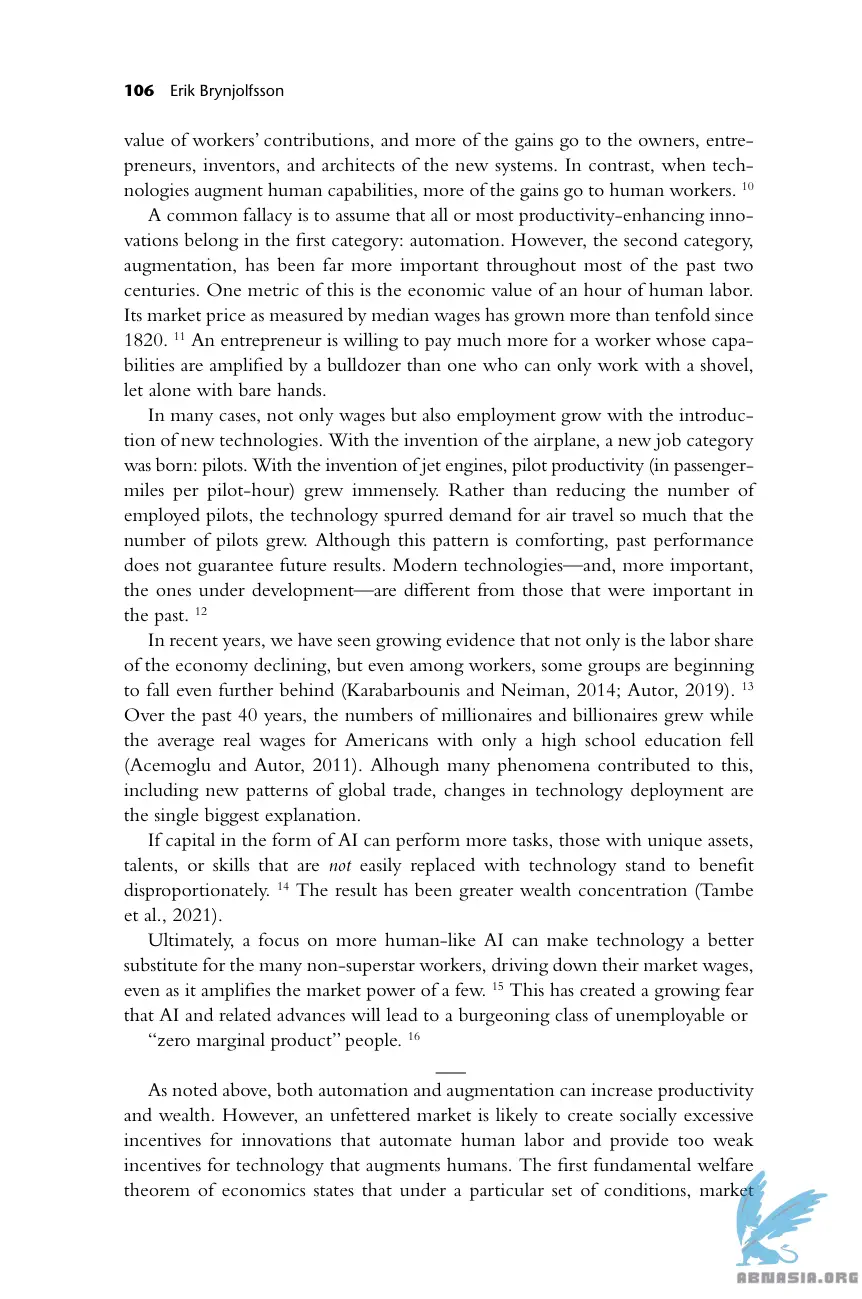 106 Erik Brynjolfsson
value of workers’ contributions, and more of the gains go to the owners, entre-
preneurs, inventors, and architects of the new systems. In contrast, when tech-
nologies augment human capabilities, more of the gains go to human workers. 10
A common fallacy is to assume that all or most productivity-enhancing inno-
vations belong in the first category: automation. However, the second category,
augmentation, has been far more important throughout most of the past two
centuries. One metric of this is the economic value of an hour of human labor.
Its market price as measured by median wages has grown more than tenfold since
1820. 11 An entrepreneur is willing to pay much more for a worker whose capa-
bilities are amplified by a bulldozer than one who can only work with a shovel,
let alone with bare hands.
In many cases, not only wages but also employment grow with the introduc-
tion of new technologies. With the invention of the airplane, a new job category
was born: pilots. With the invention of jet engines, pilot productivity (in passenger-
miles per pilot-hour) grew immensely. Rather than reducing the number of
employed pilots, the technology spurred demand for air travel so much that the
number of pilots grew. Although this pattern is comforting, past performance
does not guarantee future results. Modern technologies—and, more important,
the ones under development—are different from those that were important in
the past. 12
In recent years, we have seen growing evidence that not only is the labor share
of the economy declining, but even among workers, some groups are beginning
to fall even further behind (Karabarbounis and Neiman, 2014; Autor, 2019). 13
Over the past 40 years, the numbers of millionaires and billionaires grew while
the average real wages for Americans with only a high school education fell
(Acemoglu and Autor, 2011). Alhough many phenomena contributed to this,
including new patterns of global trade, changes in technology deployment are
the single biggest explanation.
If capital in the form of AI can perform more tasks, those with unique assets,
talents, or skills that are not easily replaced with technology stand to benefit
disproportionately. 14 The result has been greater wealth concentration (Tambe
et al., 2021).
Ultimately, a focus on more human-like AI can make technology a better
substitute for the many non-superstar workers, driving down their market wages,
even as it amplifies the market power of a few. 15 This has created a growing fear
that AI and related advances will lead to a burgeoning class of unemployable or
“zero marginal product” people. 16
As noted above, both automation and augmentation can increase productivity
and wealth. However, an unfettered market is likely to create socially excessive
incentives for innovations that automate human labor and provide too weak
incentives for technology that augments humans. The first fundamental welfare
theorem of economics states that under a particular set of conditions, market
ABNASIA.ORG